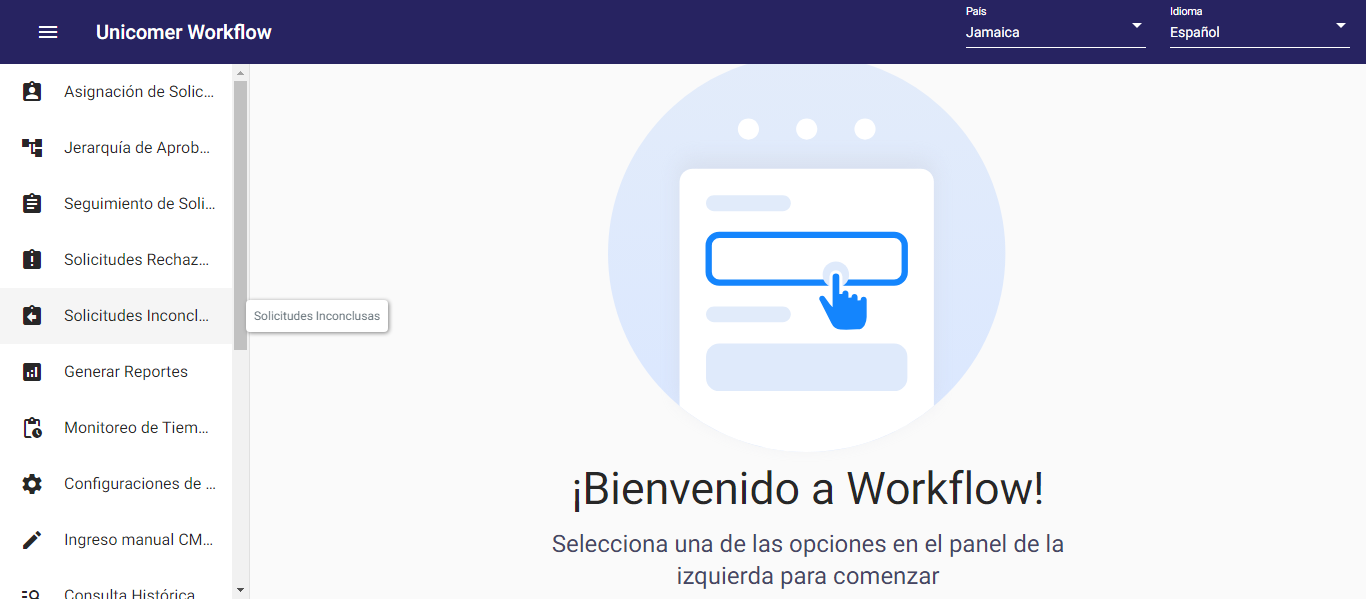 Unicomer Workflow
País
Jamaica
Idioma
Español
Asignación de Solic...
Jerarquía de Aprob...
Seguimiento de Soli...
Solicitudes Rechaz...
Solicitudes Inconcl...
Solicitudes Inconclusas
Generar Reportes
Monitoreo de Tiem...
Configuraciones de ...
Ingreso manual CM...
Consulta Histórica
¡Bienvenido a Workflow!
Selecciona una de las opciones en el panel de la
izquierda para comenzar